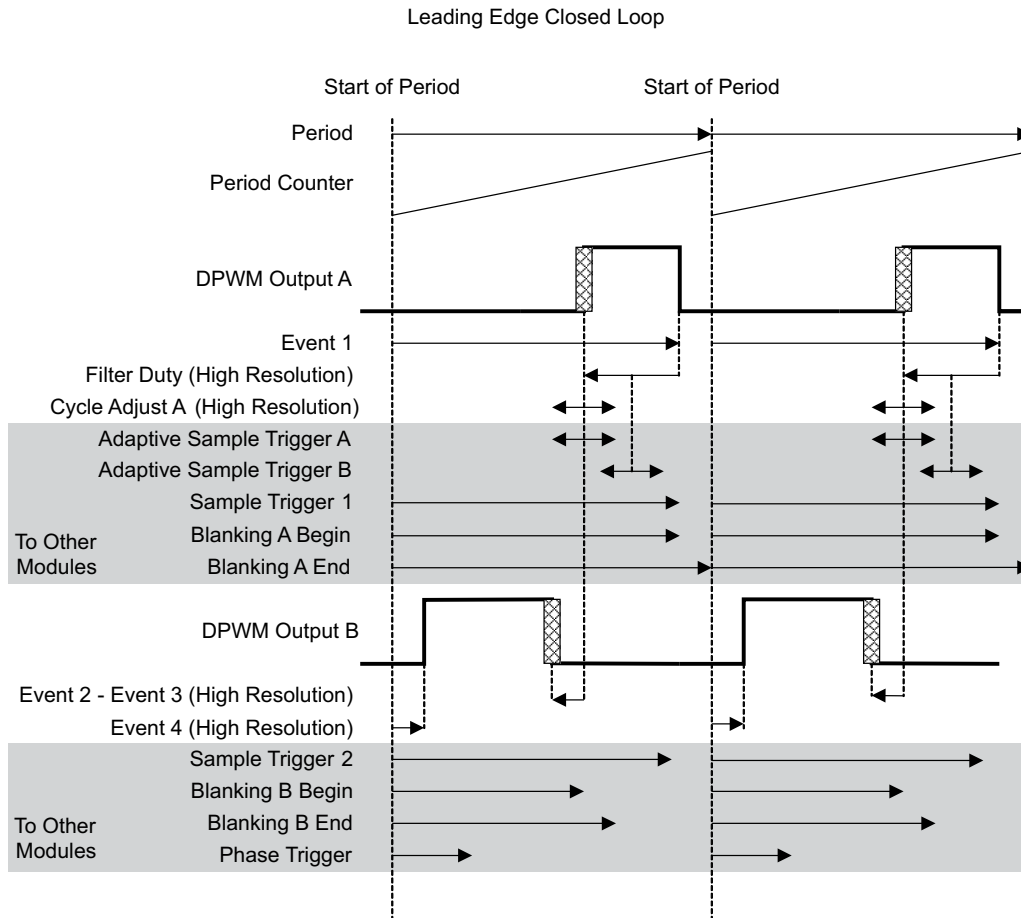 Leading Edge Closed Loop
Start of Period
Start of Period
Period
Period Counter
DPWM Output A
Event 1
Filter Duty (High Resolution)
Cycle Adjust A (High Resolution)
Adaptive Sample Trigger A
Adaptive Sample Trigger B
Sample Trigger 1
Blanking A Begin
To Other
Modules
Blanking A End
DPWM Output B
Event 2 - Event 3 (High Resolution)
Event 4 (High Resolution)
Sample Trigger 2
Blanking B Begin
Blanking B End
To Other
Modules
Phase Trigger